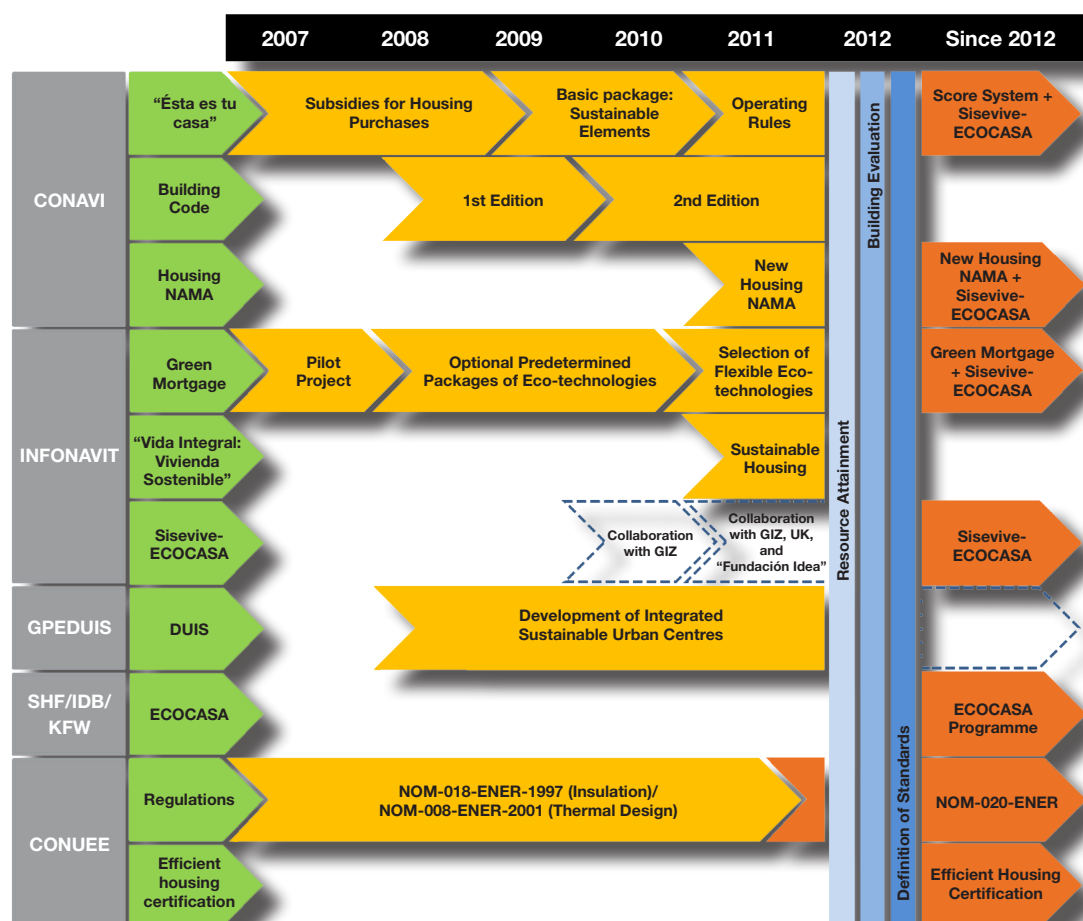 2007 2008 2009 2010 2011 2012 Since 2012
CONAVI
“Ésta es tu
casa”
Subsidies for Housing
Purchases
Basic package:
Sustainable
Elements
Operating
Rules
Score System +
Sisevive-
ECOCASA
Building
Code
1st Edition
2nd Edition
Housing
NAMA
New
Housing
NAMA
New Housing
NAMA +
Sisevive-
ECOCASA
INFONAVIT
Green
Mortgage
Pilot
Project
Optional Predetermined
Packages of Eco-technologies
Selection of
Flexible Eco-
technologies
Green Mortgage
+ Sisevive-
ECOCASA
“Vida Integral:
Vivienda
Sostenible”
Sustainable
Housing
Sisevive-
ECOCASA
Collaboration
with GIZ
Collaboration
with GIZ, UK,
and
“Fundación Idea”
Sisevive-
ECOCASA
GPEDUIS
DUIS
Development of Integrated
Sustainable Urban Centres
SHF/IDB/
KFW
ECOCASA
ECOCASA
Programme
CONUEE
Regulations
NOM-018-ENER-1997 (Insulation)/
NOM-008-ENER-2001 (Thermal Design)
NOM-020-ENER
Efficient
housing
certification
Efficient Housing
Certification
Resource Attainment
Building Evaluation
Definition of Standards